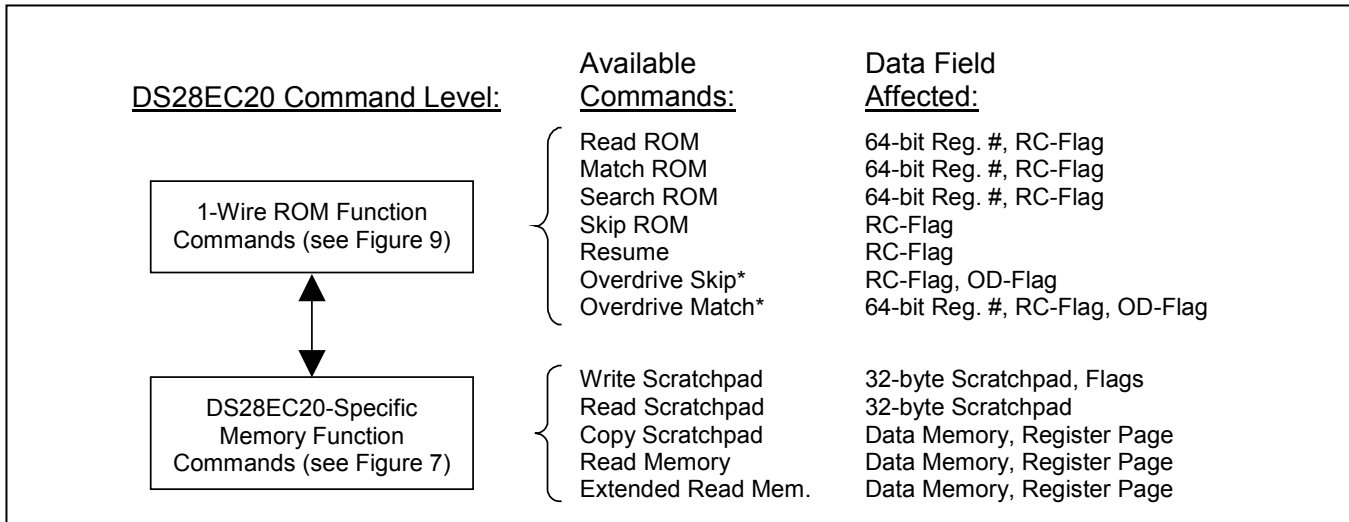 DS28EC20 Command Level:
Available
Commands:
Data Field
Affected:
1-Wire ROM Function
Commands (see Figure 9)
Read ROM 64-bit Reg. #, RC-Flag
Match ROM 64-bit Reg. #, RC-Flag
Search ROM 64-bit Reg. #, RC-Flag
Skip ROM RC-Flag
Resume RC-Flag
Overdrive Skip* RC-Flag, OD-Flag
Overdrive Match* 64-bit Reg. #, RC-Flag, OD-Flag
DS28EC20-Specific
Memory Function
Commands (see Figure 7)
Write Scratchpad 32-byte Scratchpad, Flags
Read Scratchpad 32-byte Scratchpad
Copy Scratchpad Data Memory, Register Page
Read Memory Data Memory, Register Page
Extended Read Mem. Data Memory, Register Page